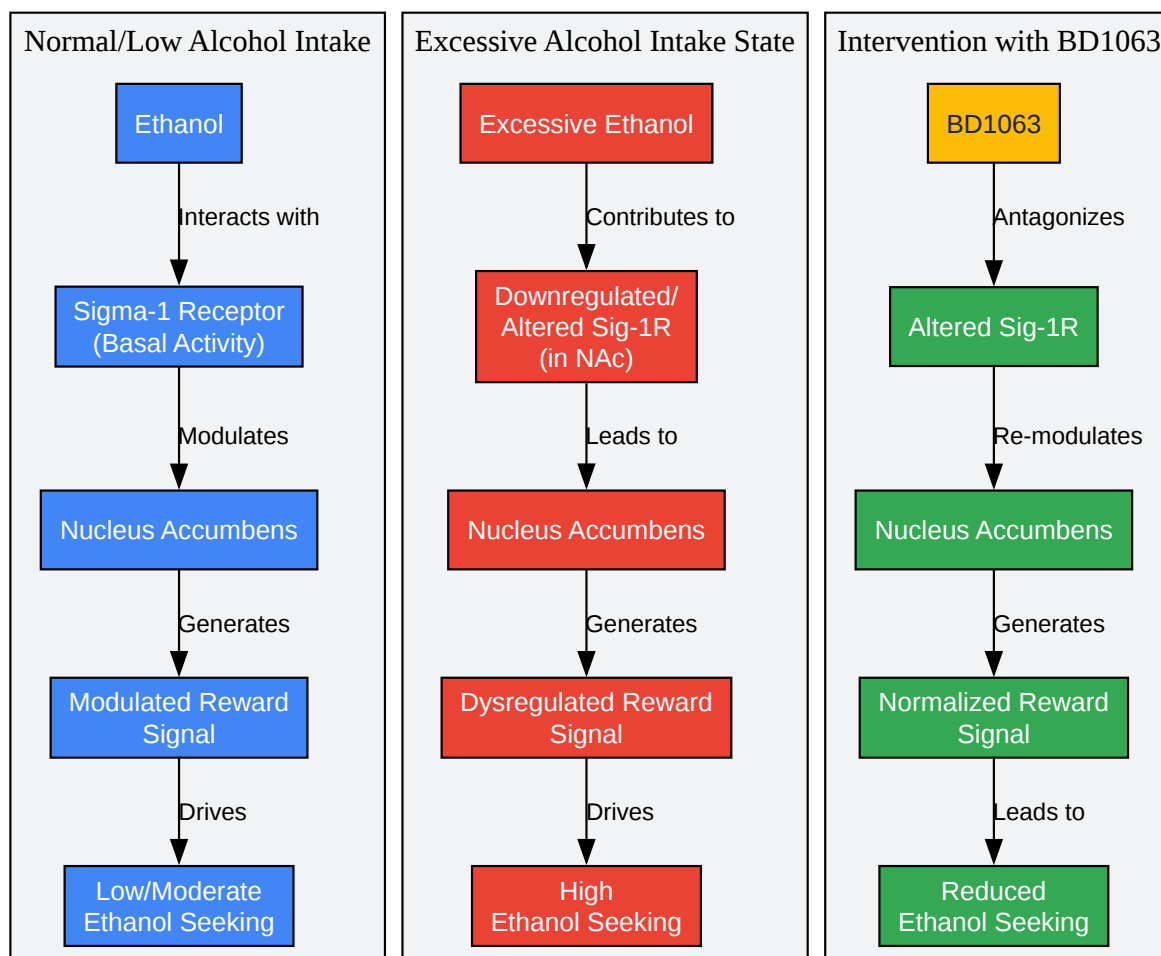 Normal/Low Alcohol Intake
Ethanol
Interacts with
Sigma-1 Receptor
(Basal Activity)
Modulates
Nucleus Accumbens
Generates
Modulated Reward
Signal
Drives
Low/Moderate
Ethanol Seeking
Excessive Alcohol Intake State
Excessive Ethanol
Contributes to
Downregulated/
Altered Sig-1R
(in NAc)
Leads to
Nucleus Accumbens
Generates
Dysregulated Reward
Signal
Drives
High
Ethanol Seeking
Intervention with BD1063
BD1063
Antagonizes
Altered Sig-1R
Re-modulates
Nucleus Accumbens
Generates
Normalized Reward
Signal
Leads to
Reduced
Ethanol Seeking